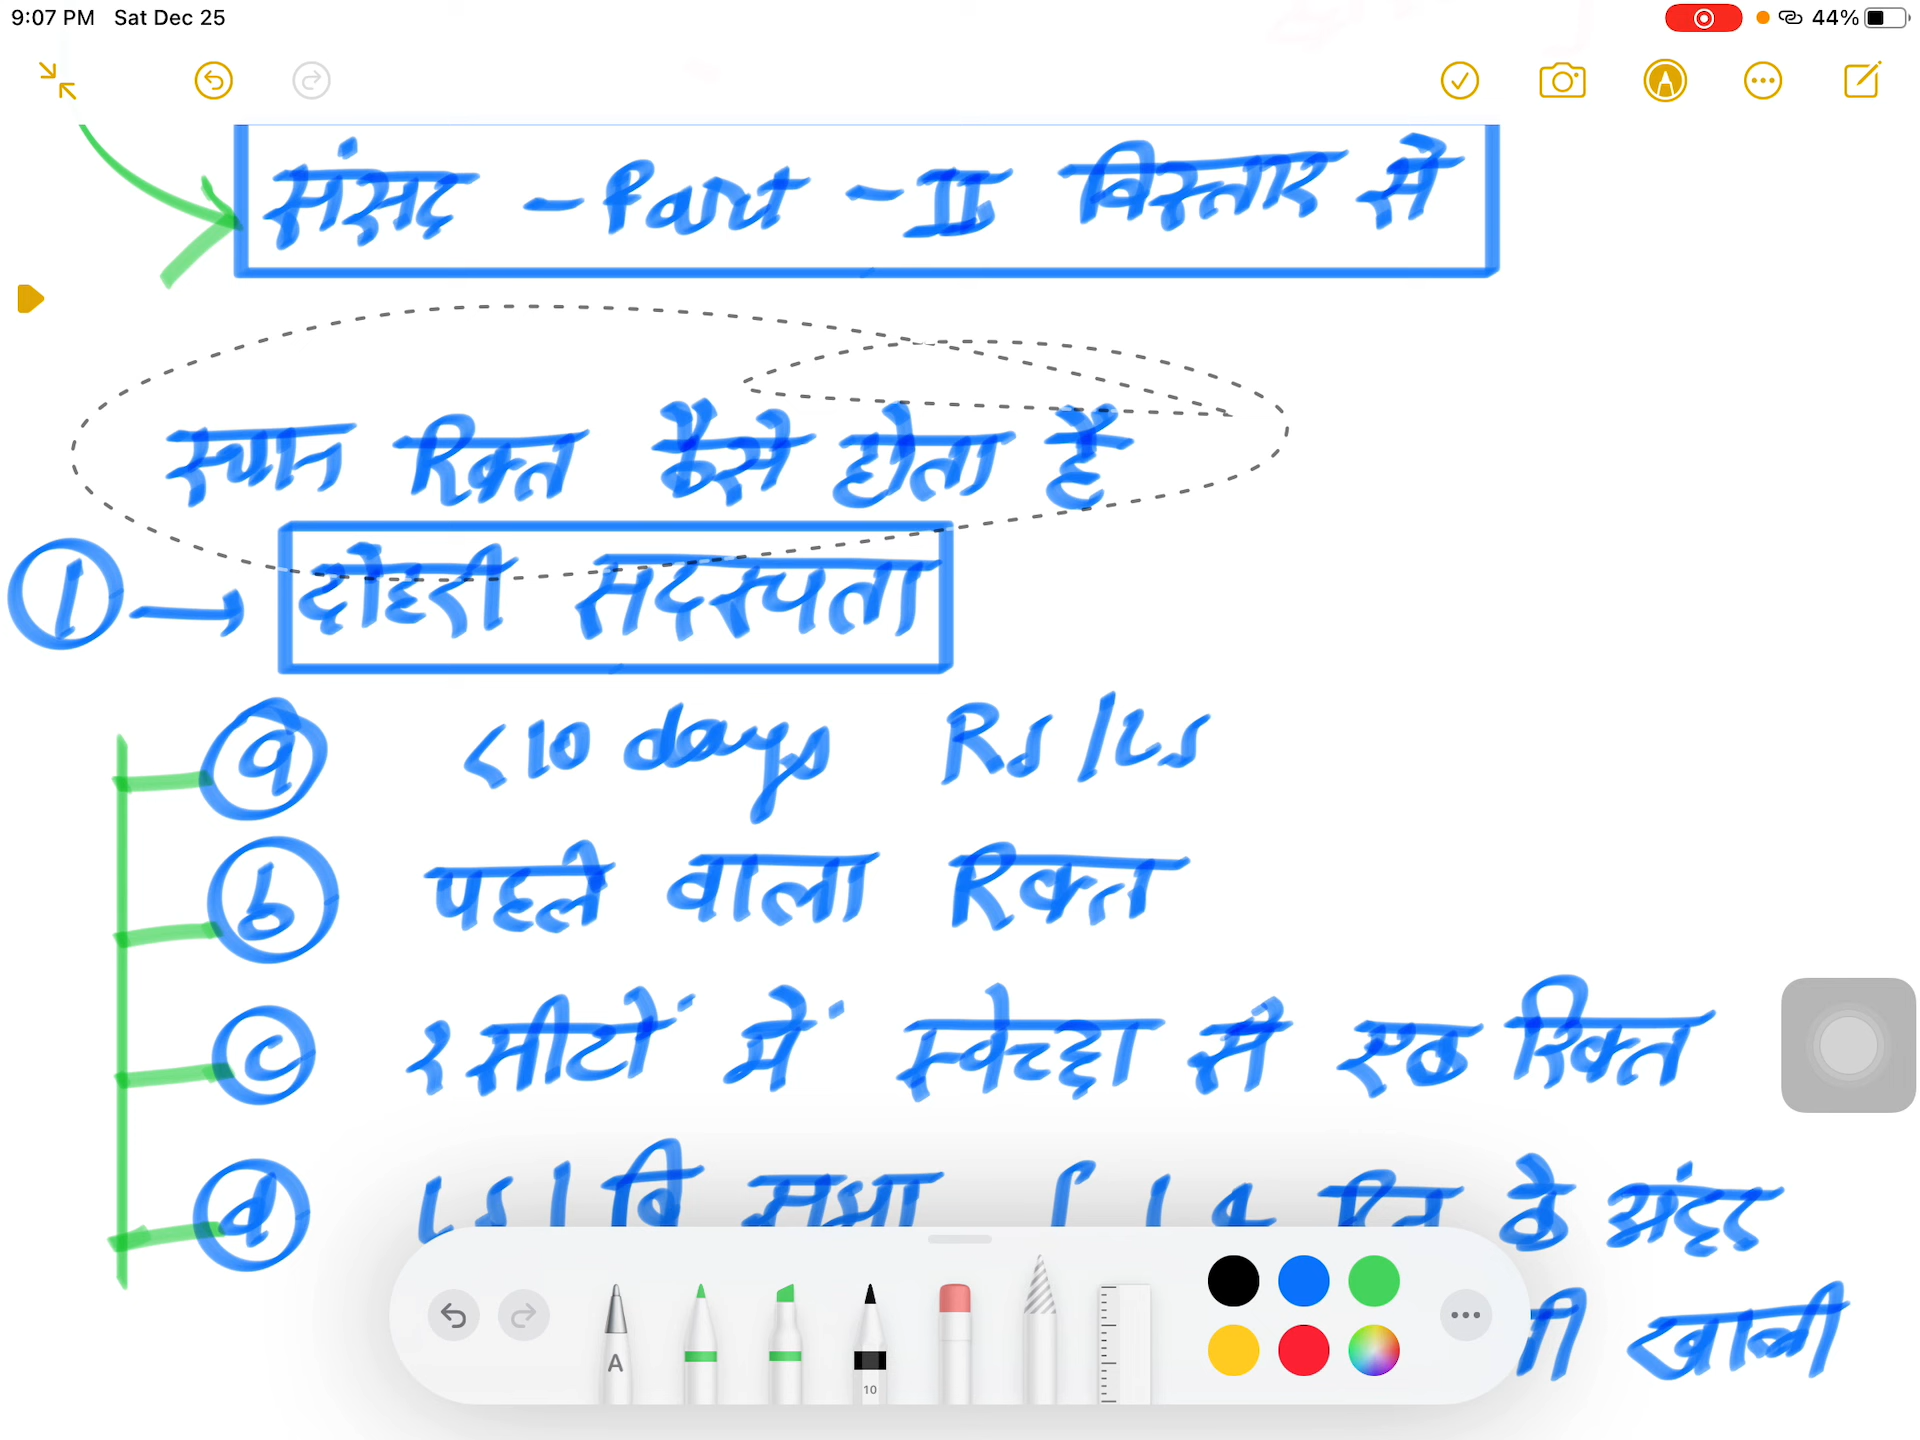 9:07 PM Sat Dec 25 44%
संसद - Part - II विस्तार से
स्थान रिक्त कैसे होता है
1 → दोहरी सदस्यता
a <10 days RS/LS
b पहले वाला रिक्त
c 2 सीटों में स्वेच्छा से एक रिक्त
d LS / वि सभा के अंदर
खाली
A
10